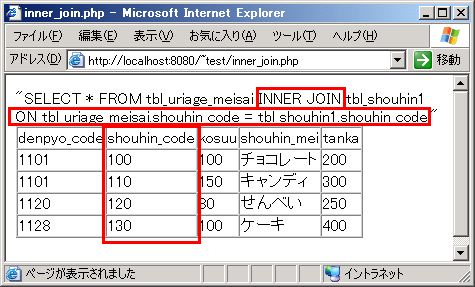 inner_join.php - Microsoft Internet Explorer
ファイル(F) 編集(E) 表示(V) お気に入り(A) ツール(T) ヘルプ(H)
アドレス(D) http://localhost:8080/~test/inner_join.php 移動
"SELECT * FROM tbl_uriage_meisai INNER JOIN tbl_shouhin1
ON tbl_uriage_meisai.shouhin_code = tbl_shouhin1.shouhin_code"
denpyo_code shouhin_code kosuu shouhin_mei tanka
1101 100 100 チョコレート 200
1101 110 150 キャンディ 300
1120 120 80 せんべい 250
1128 130 100 ケーキ 400
ページが表示されました イントラネット